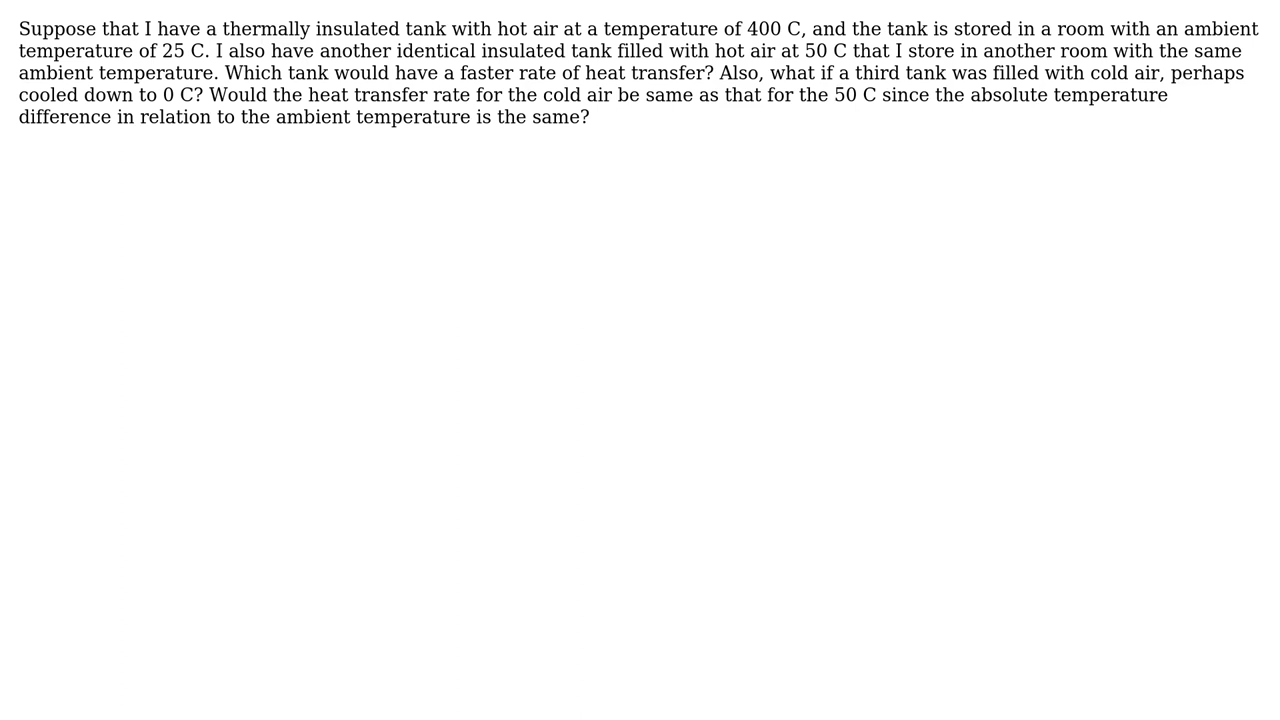 Suppose that I have a thermally insulated tank with hot air at a temperature of 400 C, and the tank is stored in a room with an ambient
temperature of 25 C. I also have another identical insulated tank filled with hot air at 50 C that I store in another room with the same
ambient temperature. Which tank would have a faster rate of heat transfer? Also, what if a third tank was filled with cold air, perhaps
cooled down to 0 C? Would the heat transfer rate for the cold air be same as that for the 50 C since the absolute temperature
difference in relation to the ambient temperature is the same?